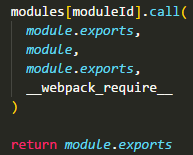 modules[moduleId].call(
  module.exports,
  module,
  module.exports,
  __webpack_require__
)
return module.exports